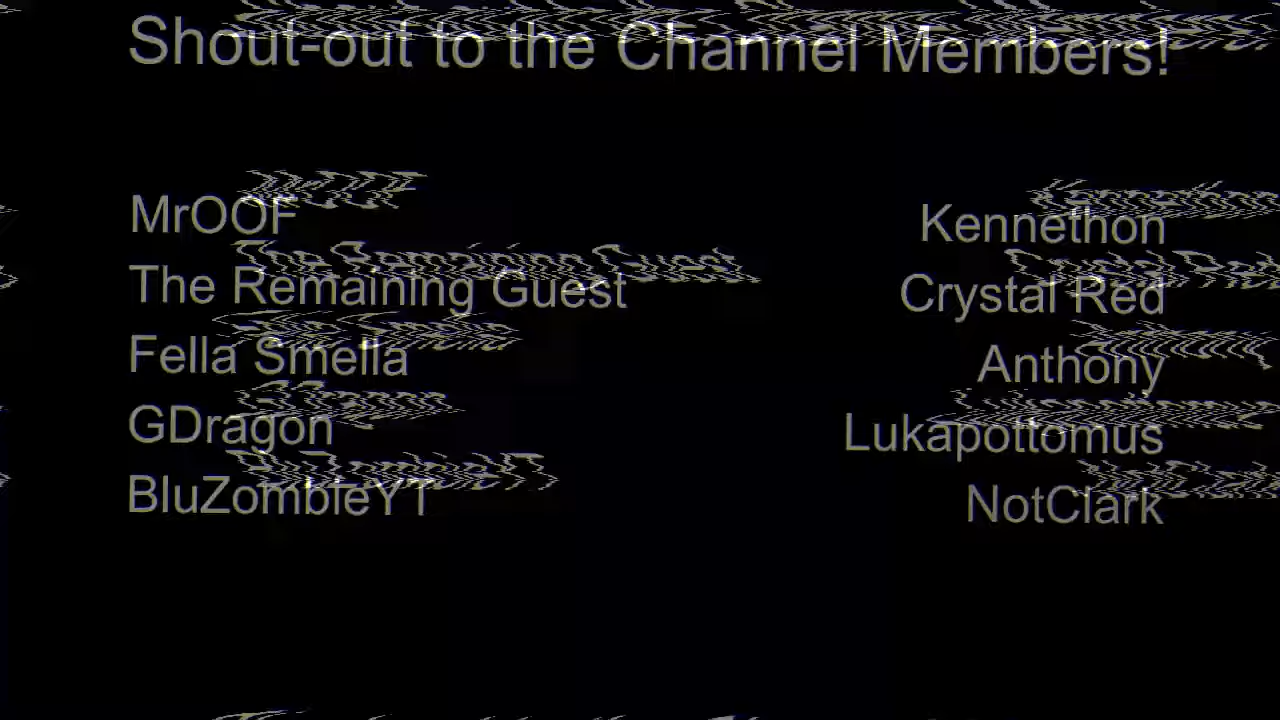 Shout-out to the Channel Members!
MrOOF
Kennethon
The Remaining Guest
Crystal Red
Fella Smella
Anthony
GDragon
Lukapottomus
BluZombieYT
NotClark